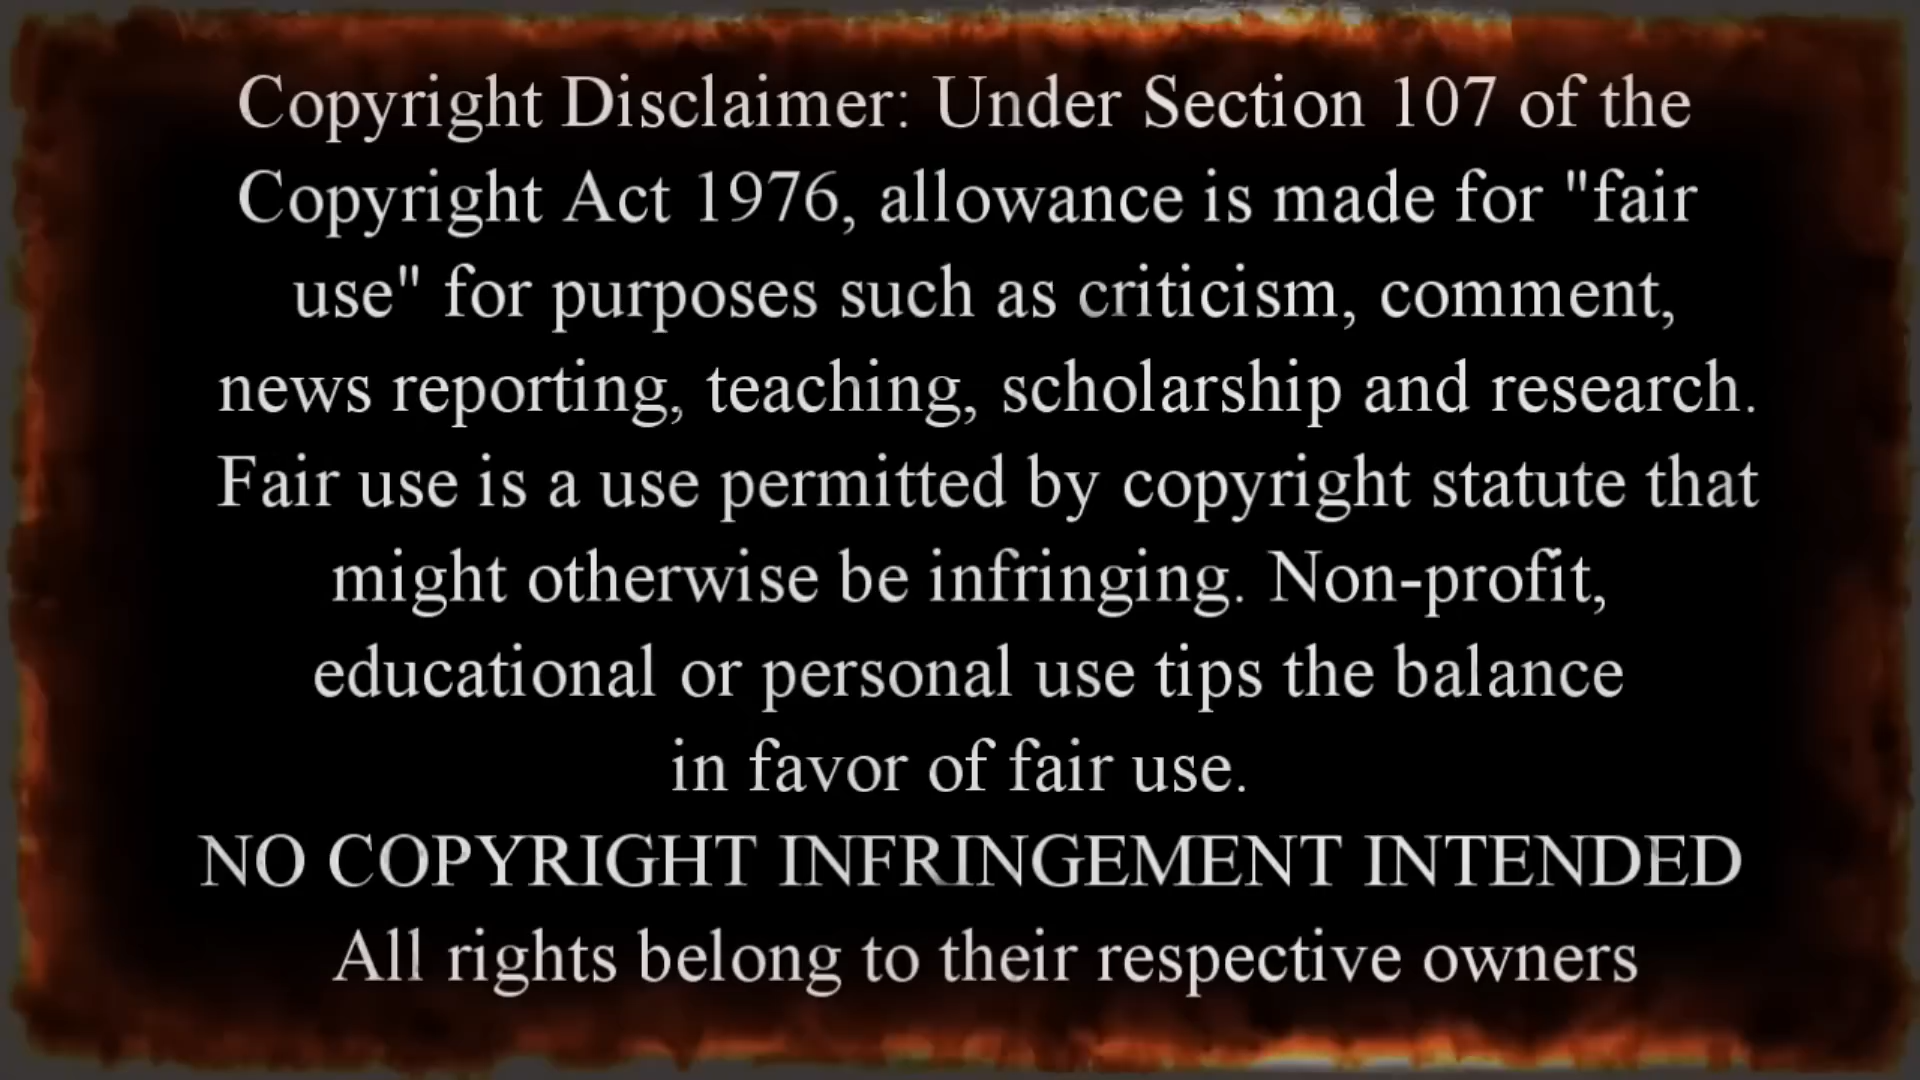 Copyright Disclaimer: Under Section 107 of the
Copyright Act 1976, allowance is made for "fair
use" for purposes such as criticism, comment,
news reporting, teaching, scholarship and research.
Fair use is a use permitted by copyright statute that
might otherwise be infringing. Non-profit,
educational or personal use tips the balance
in favor of fair use.
NO COPYRIGHT INFRINGEMENT INTENDED
All rights belong to their respective owners